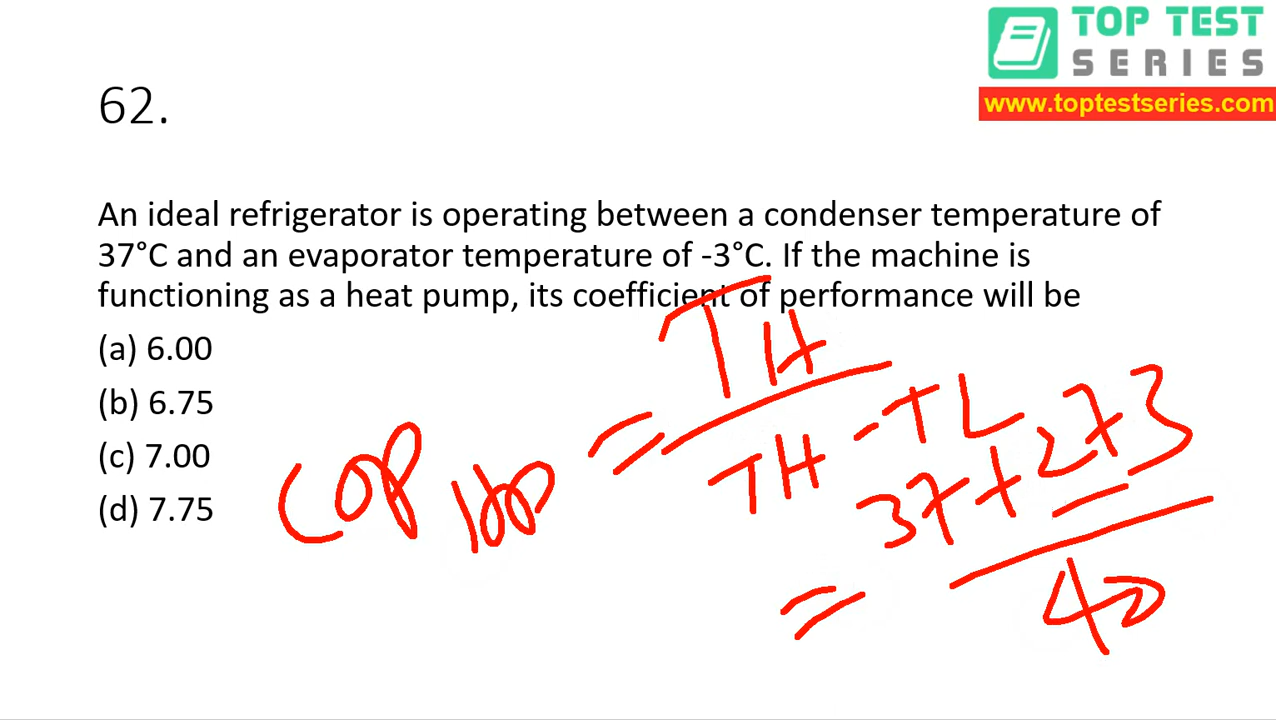 TOP TEST
SERIES
www.toptestseries.com
62.
An ideal refrigerator is operating between a condenser temperature of
37°C and an evaporator temperature of -3°C. If the machine is
functioning as a heat pump, its coefficient of performance will be
(a) 6.00
(b) 6.75
(c) 7.00
(d) 7.75
COP HP = TH
TH - TL
= 37 + 273
40